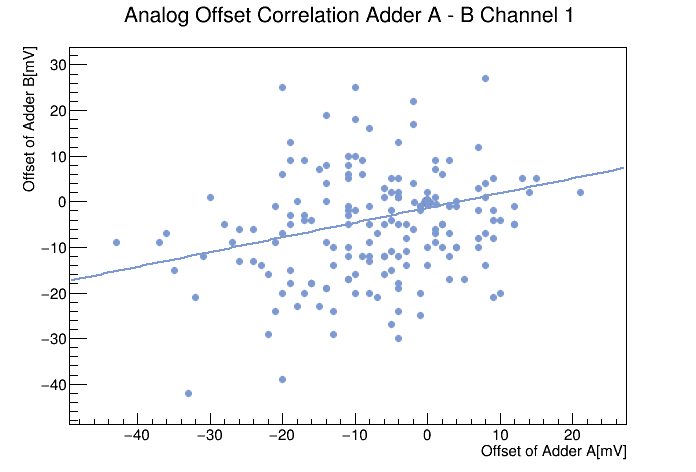 Analog Offset Correlation Adder A - B Channel 1
Offset of Adder B[mV]
30
20
10
0
−10
−20
−30
−40
−40 −30 −20 −10 0 10 20
Offset of Adder A[mV]